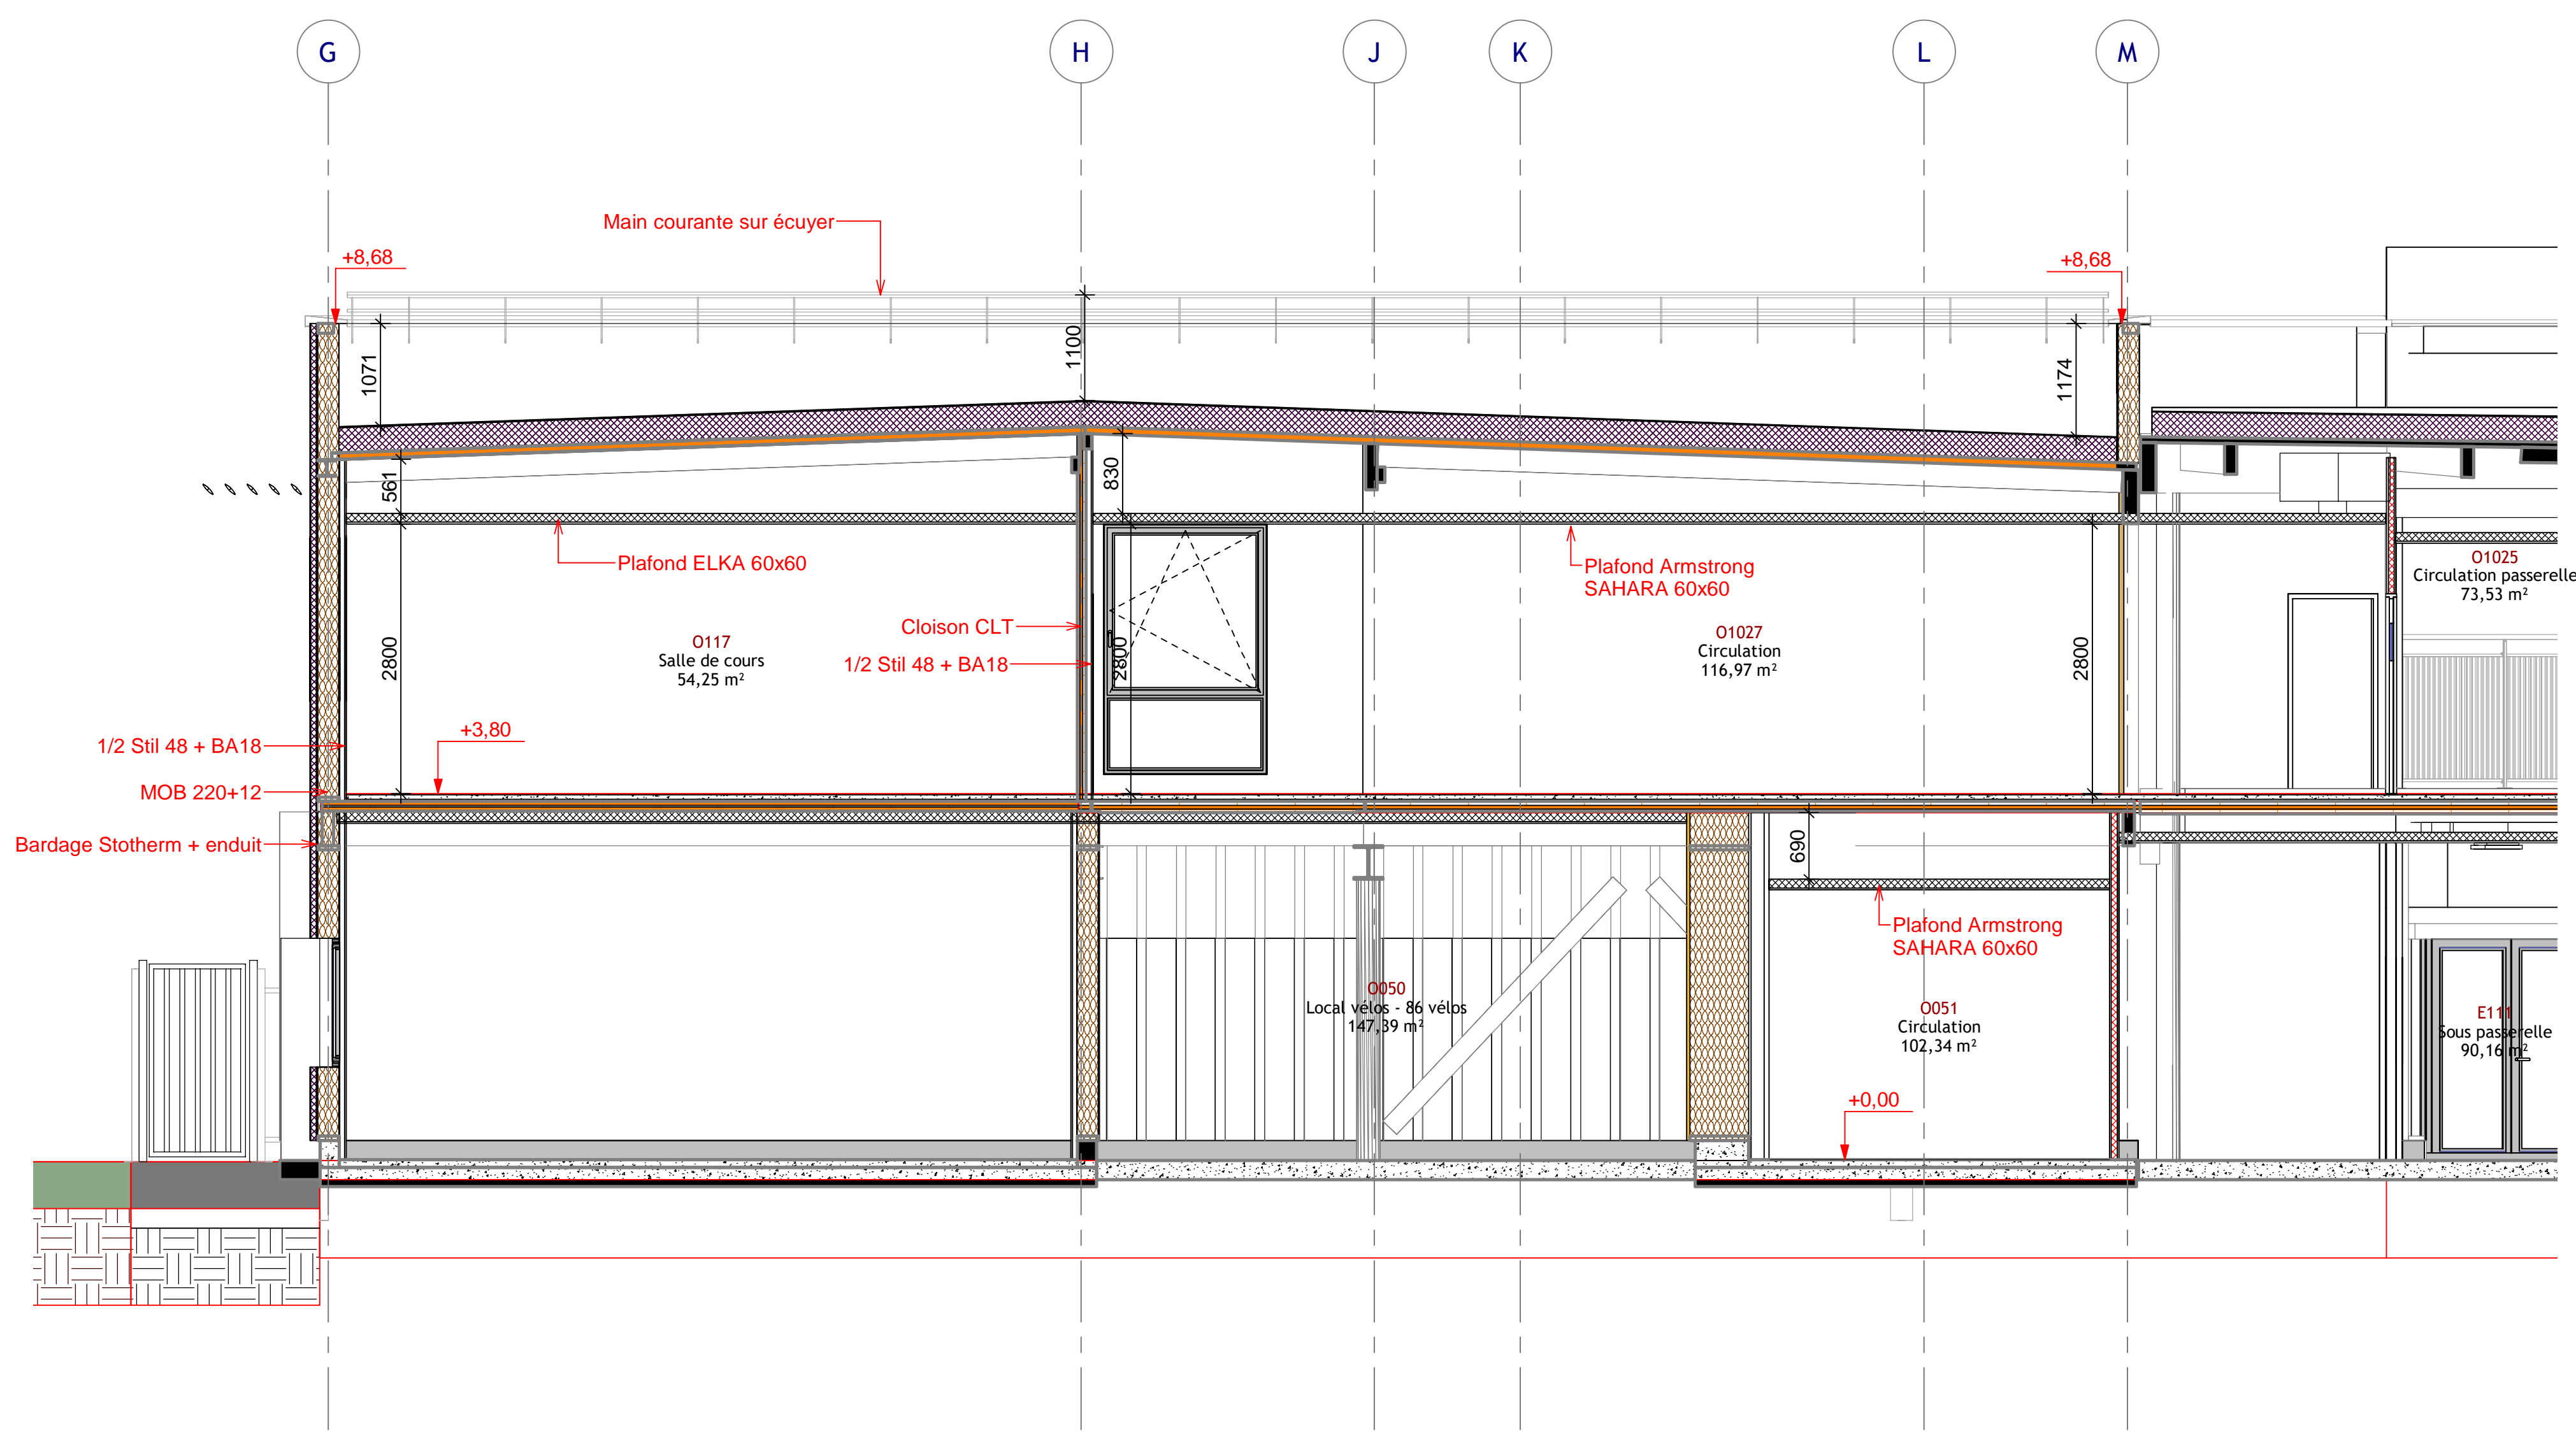 G
H
J
K
L
M
Main courante sur écuyer
+8,68
+8,68
1071
1100
1174
561
830
Plafond ELKA 60x60
Plafond Armstrong
SAHARA 60x60
O1025
Circulation passerelle
73,53 m²
Cloison CLT
1/2 Stil 48 + BA18
O117
Salle de cours
54,25 m²
2800
2800
O1027
Circulation
116,97 m²
2800
+3,80
1/2 Stil 48 + BA18
MOB 220+12
Bardage Stotherm + enduit
690
Plafond Armstrong
SAHARA 60x60
O050
Local vélos - 86 vélos
147,39 m²
O051
Circulation
102,34 m²
E111
Sous passerelle
90,16 m²
+0,00